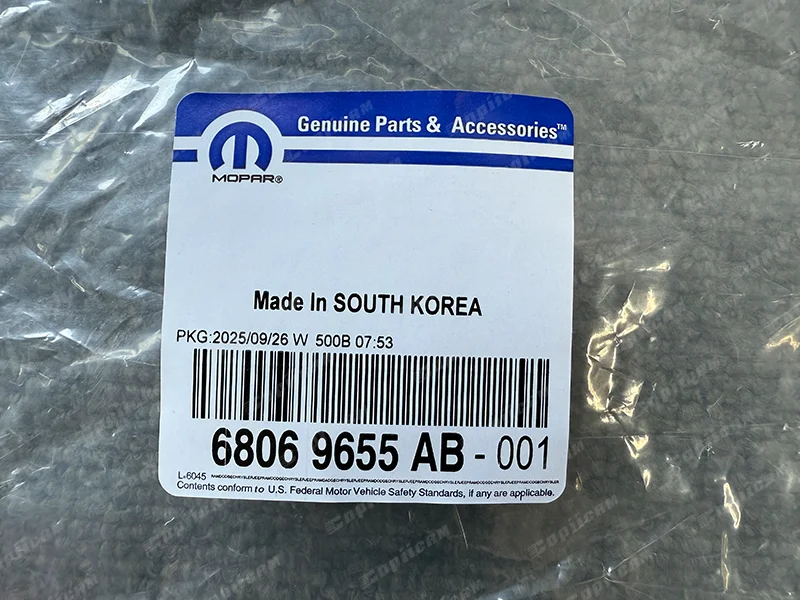 Genuine Parts & Accessories™
MOPAR®
Made In SOUTH KOREA
PKG:2025/09/26 W 500B 07:53
6806 9655 AB - 001
L-6045
Contents conform to U.S. Federal Motor Vehicle Safety Standards, if any are applicable.